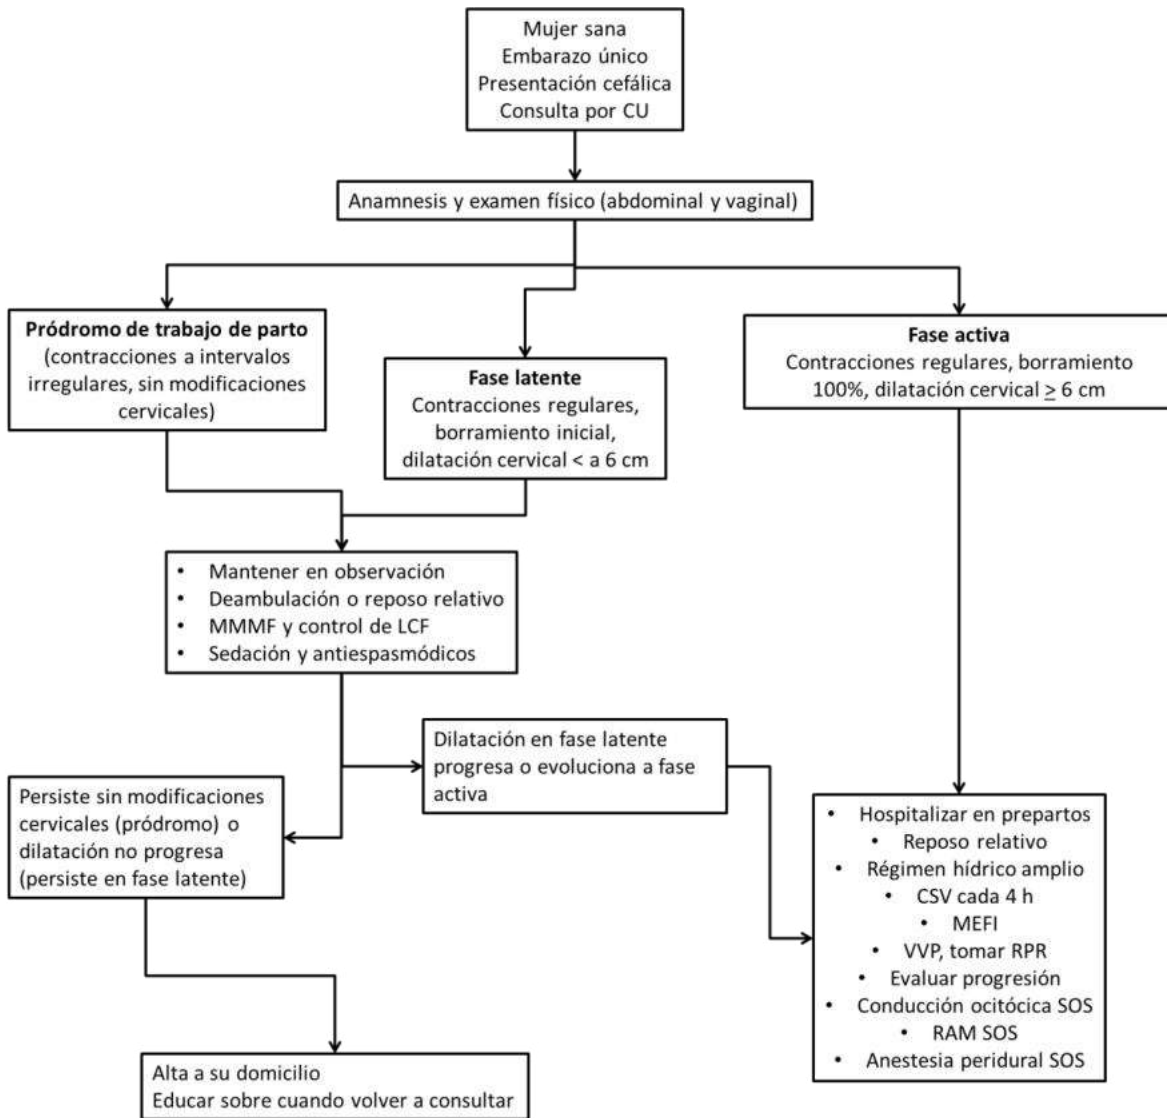 Mujer sana
Embarazo único
Presentación cefálica
Consulta por CU
Anamnesis y examen físico (abdominal y vaginal)
Pródromo de trabajo de parto
(contracciones a intervalos
irregulares, sin modificaciones
cervicales)
Fase latente
Contracciones regulares,
borramiento inicial,
dilatación cervical < a 6 cm
Fase activa
Contracciones regulares, borramiento
100%, dilatación cervical ≥ 6 cm
• Mantener en observación
• Deambulación o reposo relativo
• MMMF y control de LCF
• Sedación y antiespasmódicos
Dilatación en fase latente
progresa o evoluciona a fase
activa
Persiste sin modificaciones
cervicales (pródromo) o
dilatación no progresa
(persiste en fase latente)
• Hospitalizar en prepartos
• Reposo relativo
• Régimen hídrico amplio
• CSV cada 4 h
• MEFI
• VVP, tomar RPR
• Evaluar progresión
• Conducción ocitócica SOS
• RAM SOS
• Anestesia peridural SOS
Alta a su domicilio
Educar sobre cuando volver a consultar